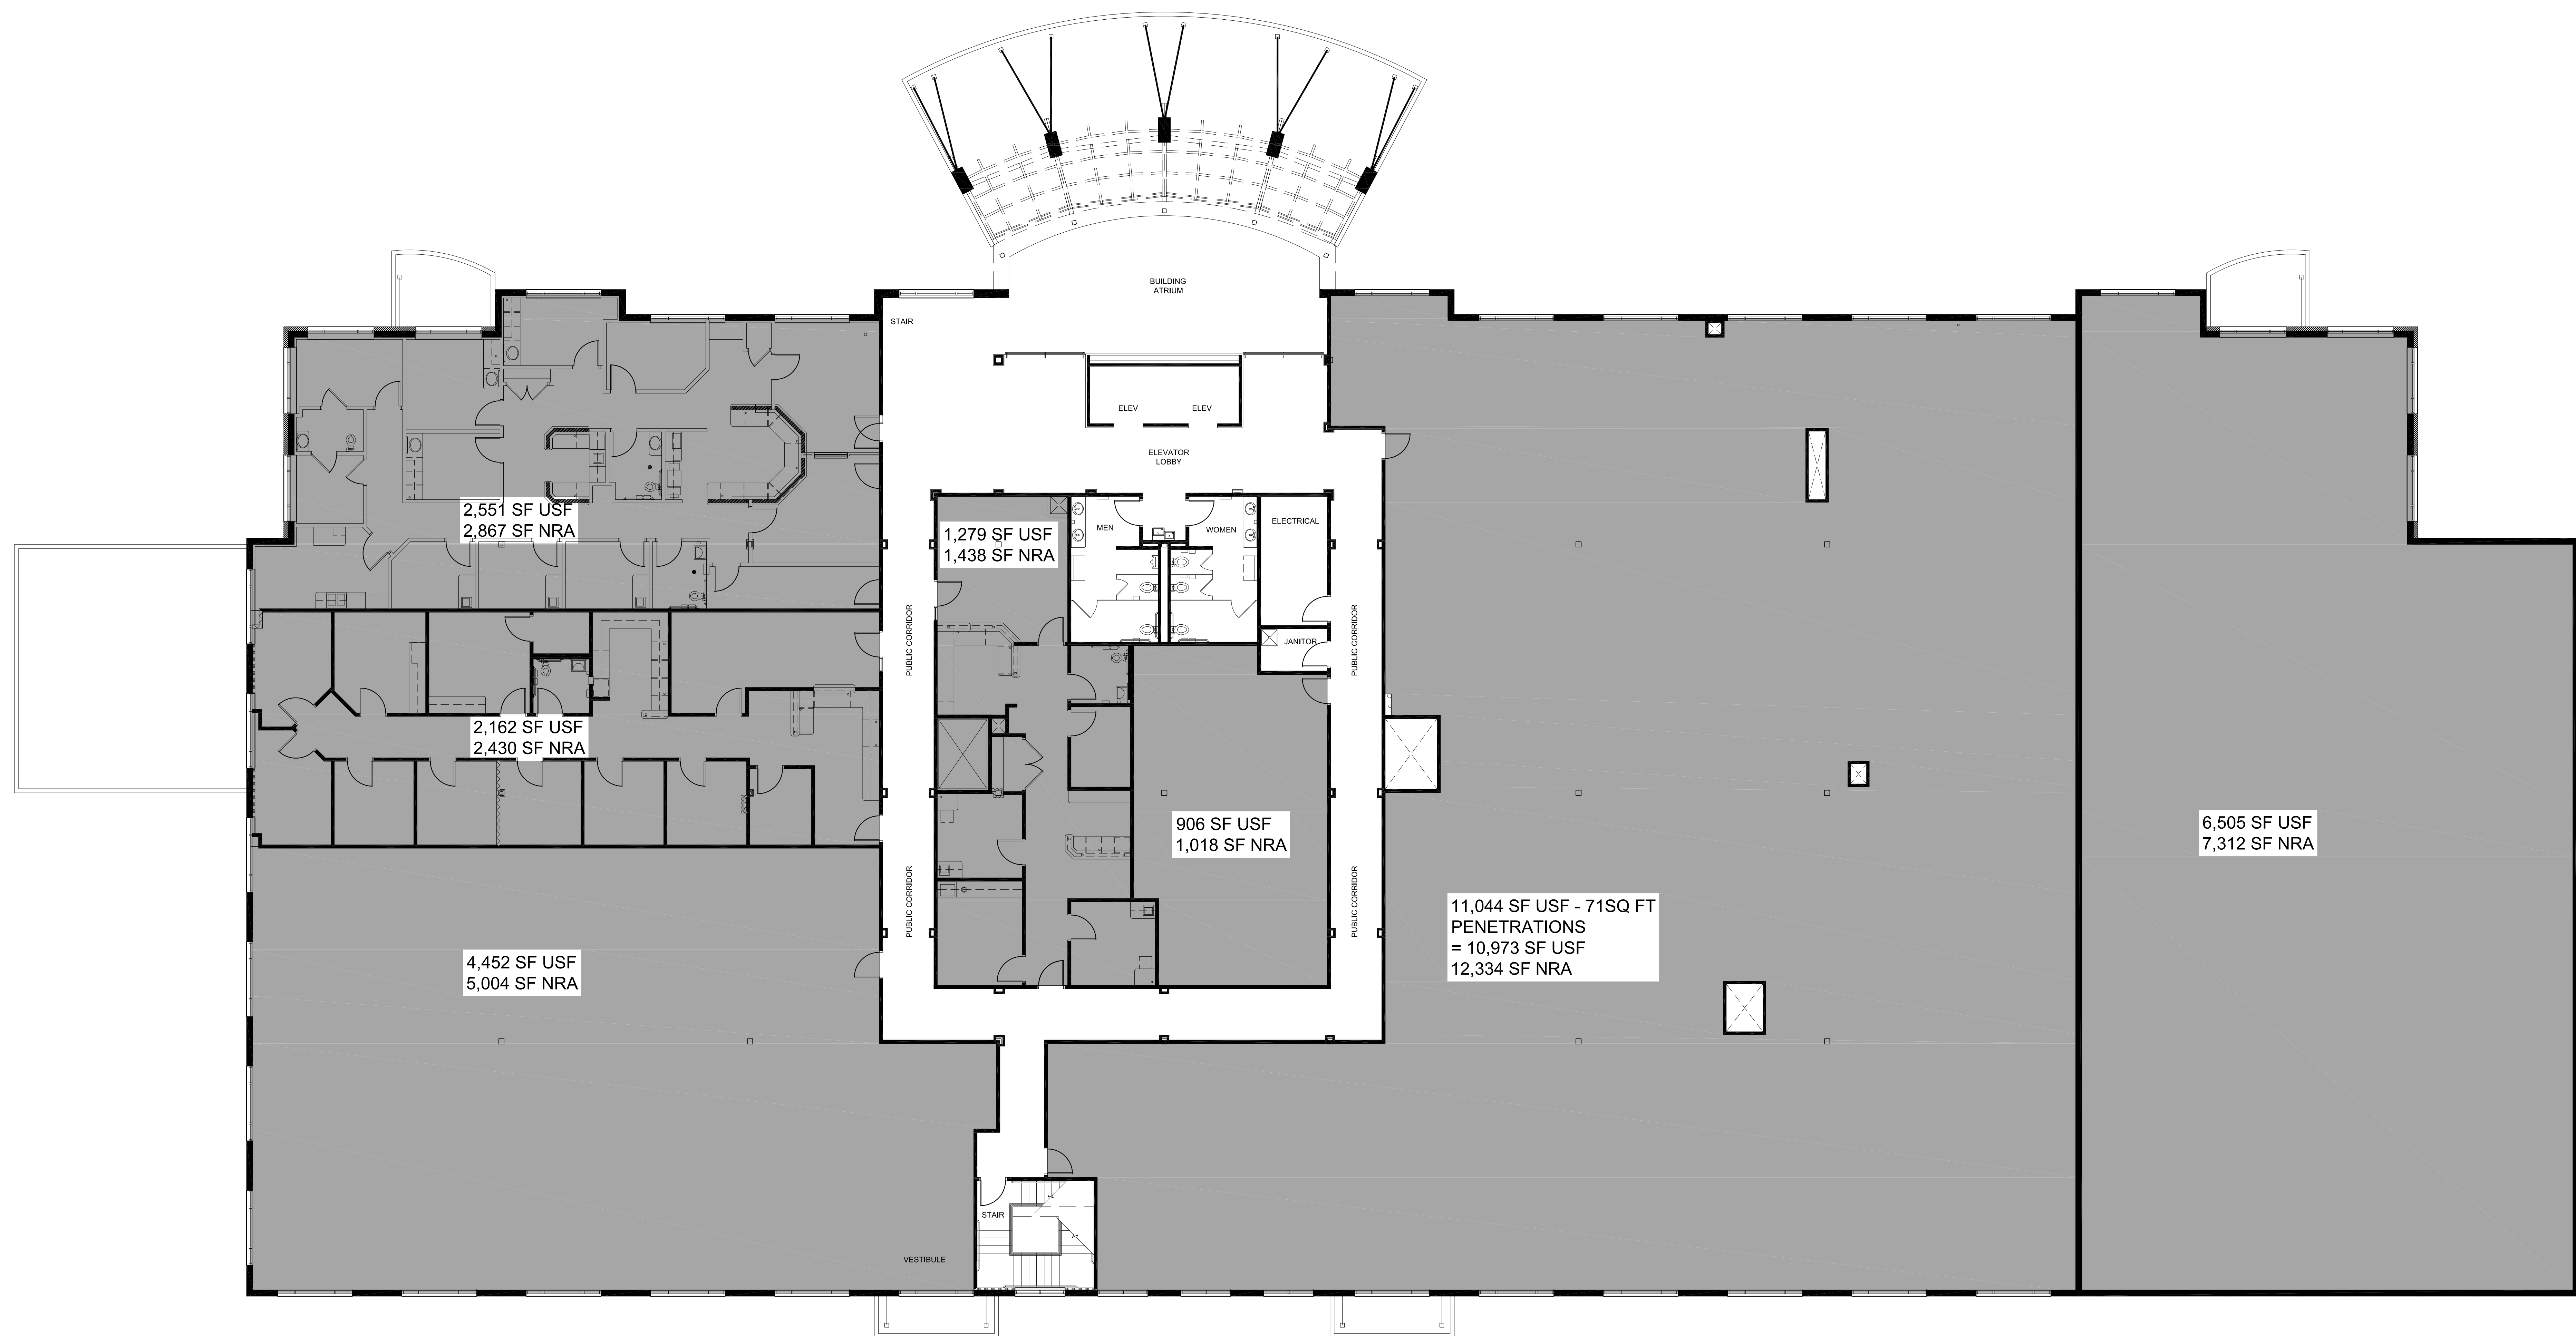 BUILDING
ATRIUM
STAIR
ELEV
ELEV
ELEVATOR
LOBBY
2,551 SF USF
2,867 SF NRA
1,279 SF USF
1,438 SF NRA
MEN
WOMEN
ELECTRICAL
JANITOR
PUBLIC CORRIDOR
PUBLIC CORRIDOR
2,162 SF USF
2,430 SF NRA
906 SF USF
1,018 SF NRA
6,505 SF USF
7,312 SF NRA
PUBLIC CORRIDOR
PUBLIC CORRIDOR
11,044 SF USF - 71SQ FT
PENETRATIONS
= 10,973 SF USF
12,334 SF NRA
4,452 SF USF
5,004 SF NRA
STAIR
VESTIBULE